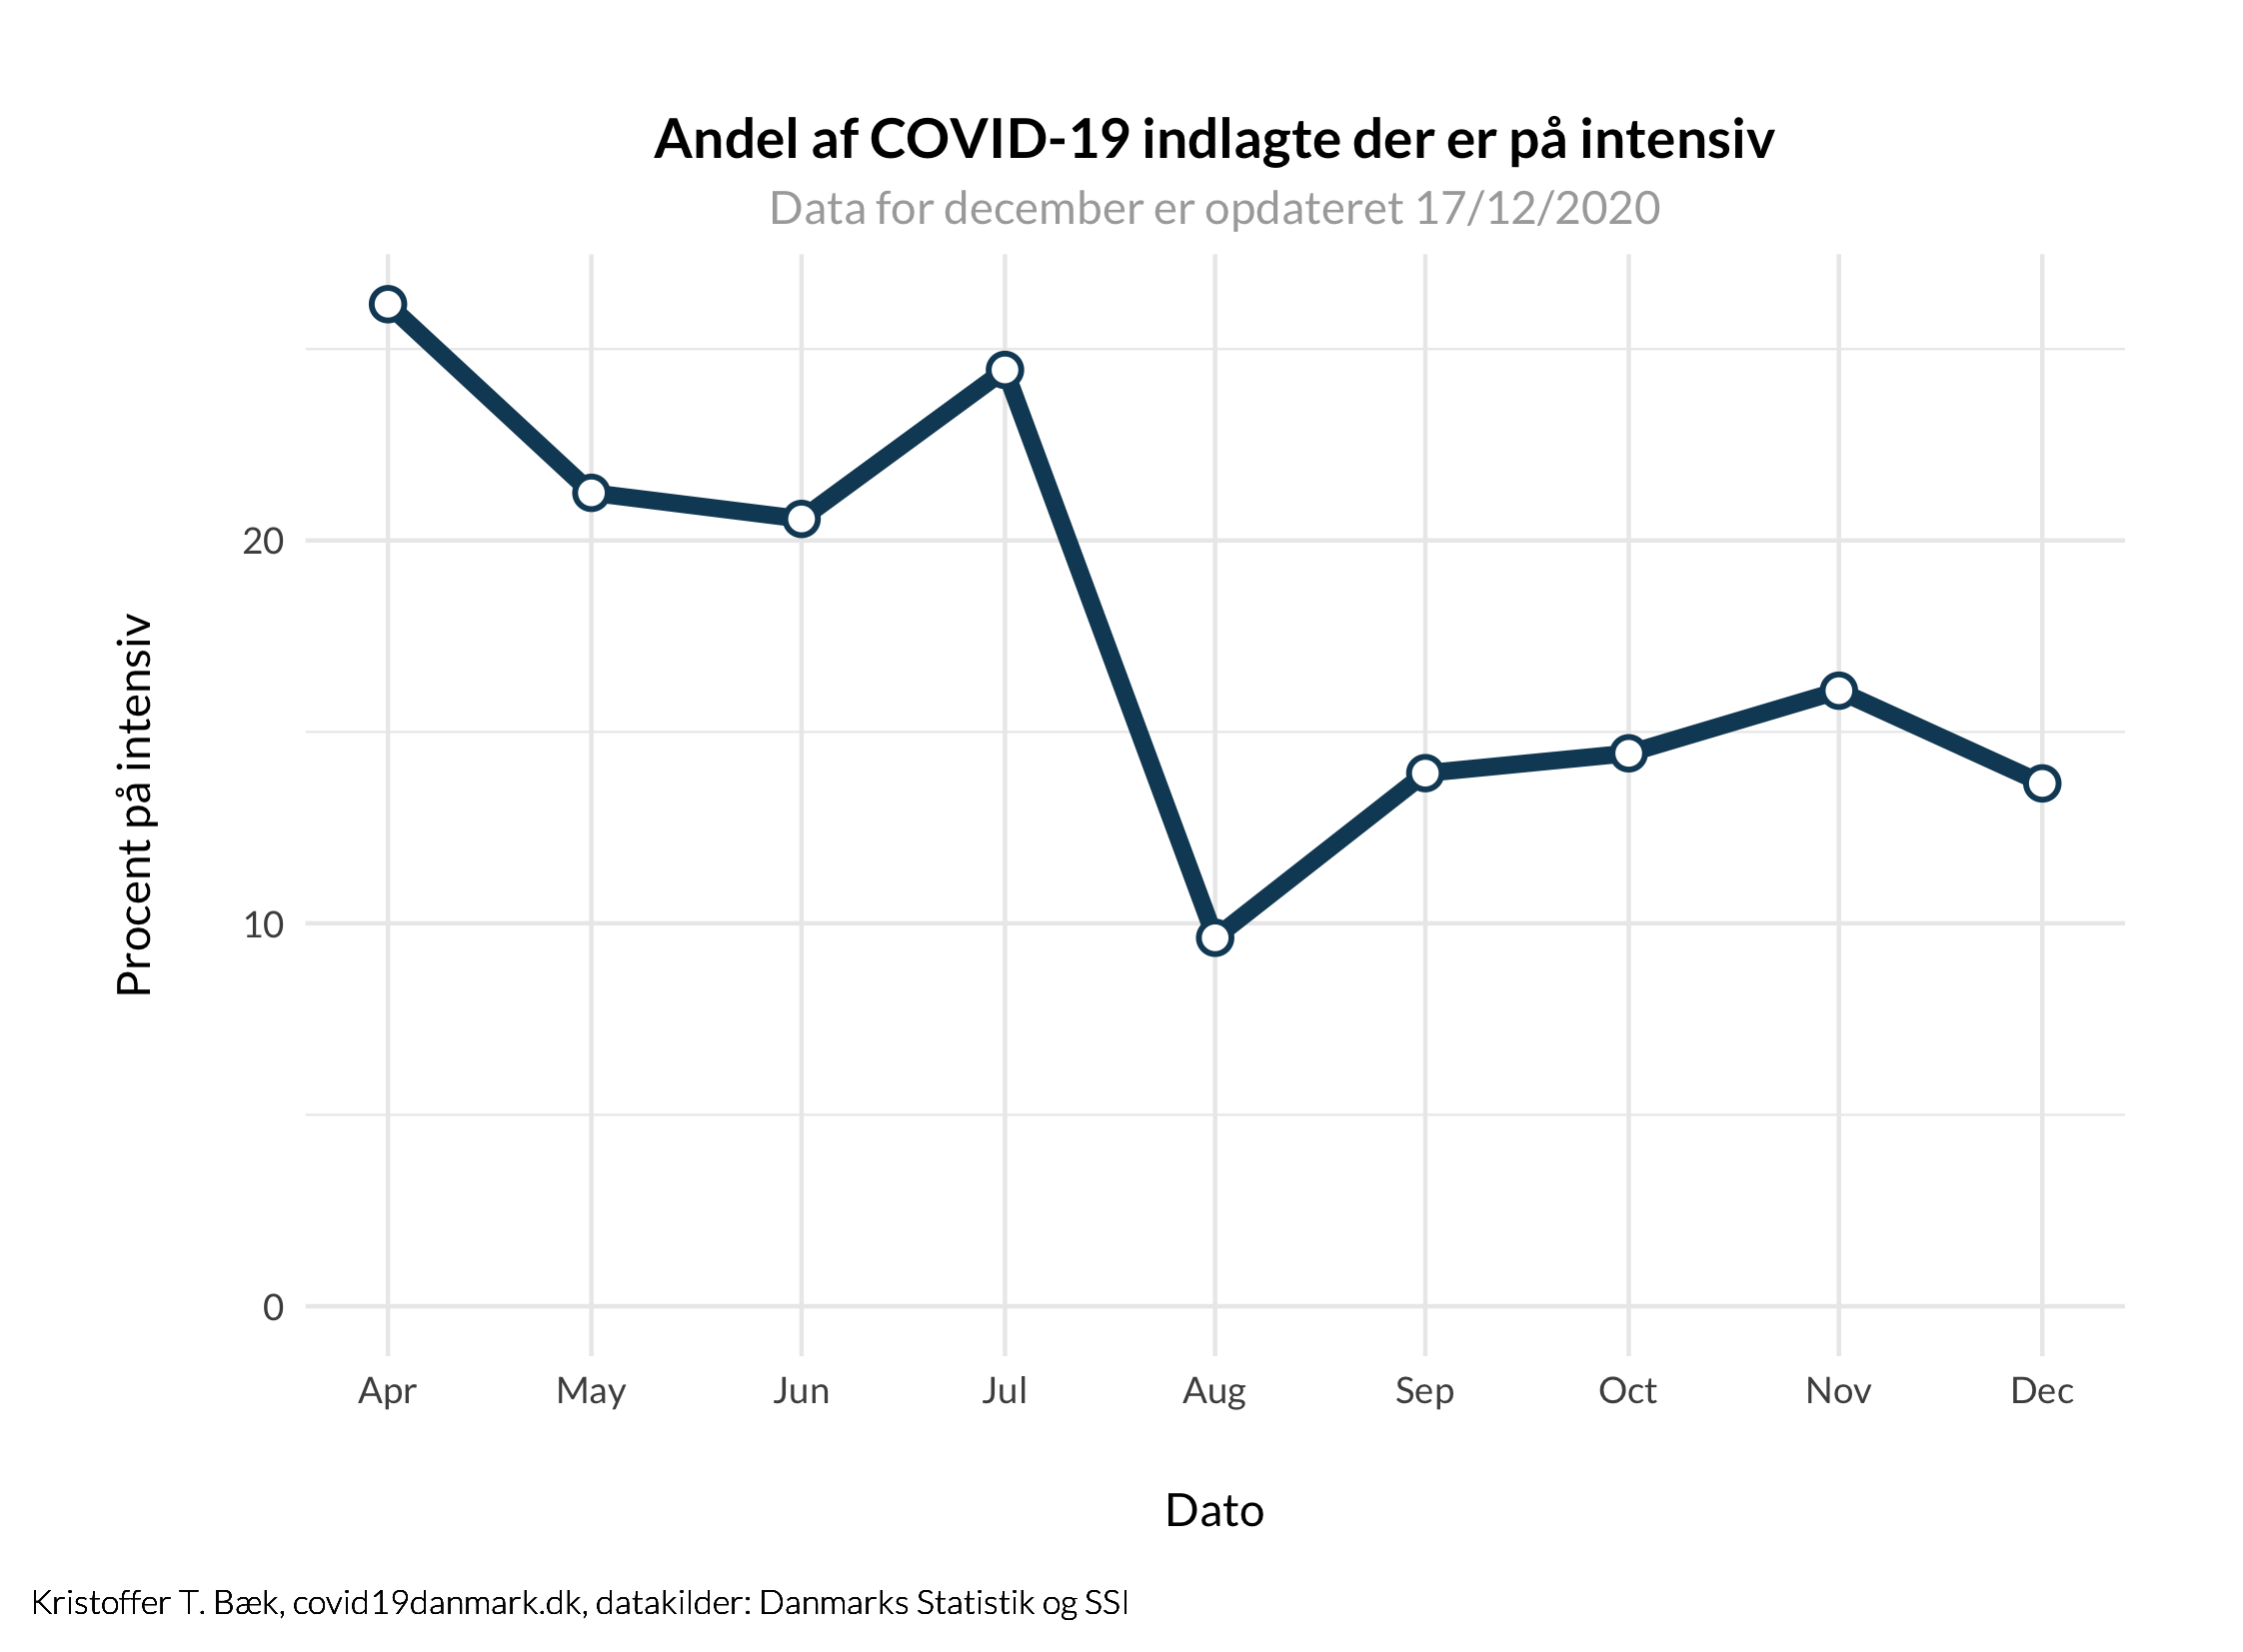 Andel af COVID-19 indlagte der er på intensiv
Data for december er opdateret 17/12/2020
Procent på intensiv
20
10
0
Apr May Jun Jul Aug Sep Oct Nov Dec
Dato
Kristoffer T. Bæk, covid19danmark.dk, datakilder: Danmarks Statistik og SSI